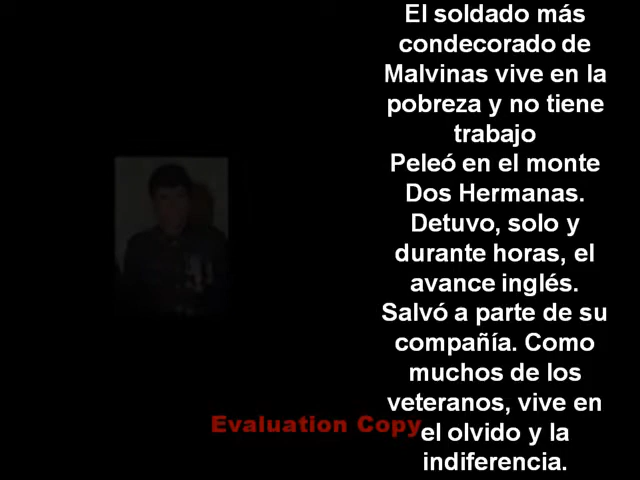 El soldado más
condecorado de
Malvinas vive en la
pobreza y no tiene
trabajo
Peleó en el monte
Dos Hermanas.
Detuvo, solo y
durante horas, el
avance inglés.
Salvó a parte de su
compañía. Como
muchos de los
veteranos, vive en
el olvido y la
indiferencia.
Evaluation Copy